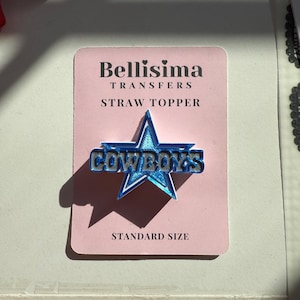 Bellisima
TRANSFERS
STRAW TOPPER
COWBOYS
STANDARD SIZE